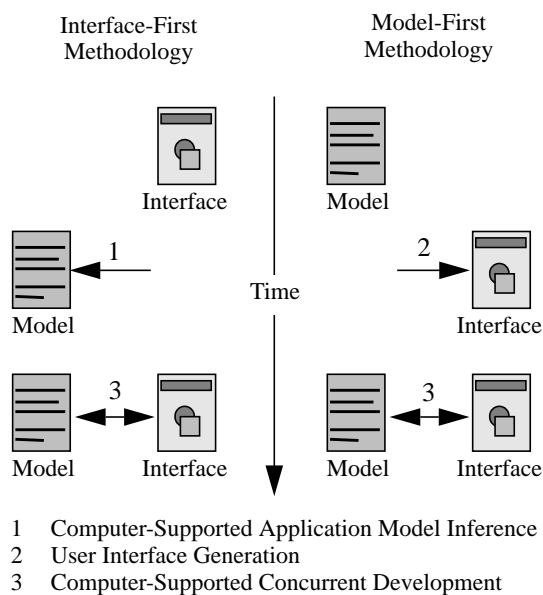 Interface-First
Methodology
Model-First
Methodology
Interface
Model
1
2
Model
Time
Interface
3
3
Model
Interface
Model
Interface
1 Computer-Supported Application Model Inference
2 User Interface Generation
3 Computer-Supported Concurrent Development